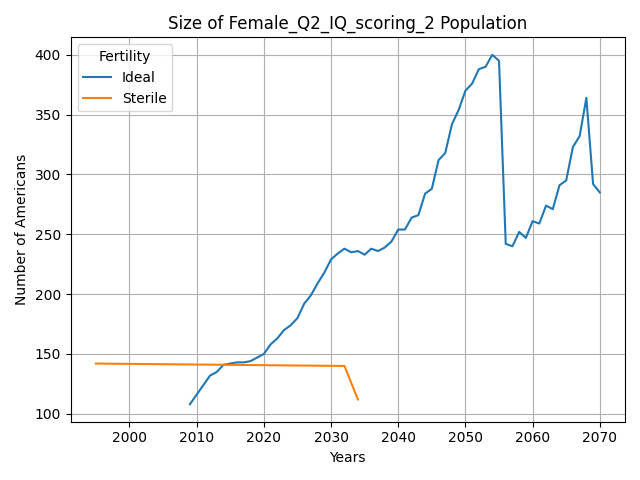 Size of Female_Q2_IQ_scoring_2 Population
Fertility
Ideal
Sterile
Number of Americans
400
350
300
250
200
150
100
2000 2010 2020 2030 2040 2050 2060 2070
Years